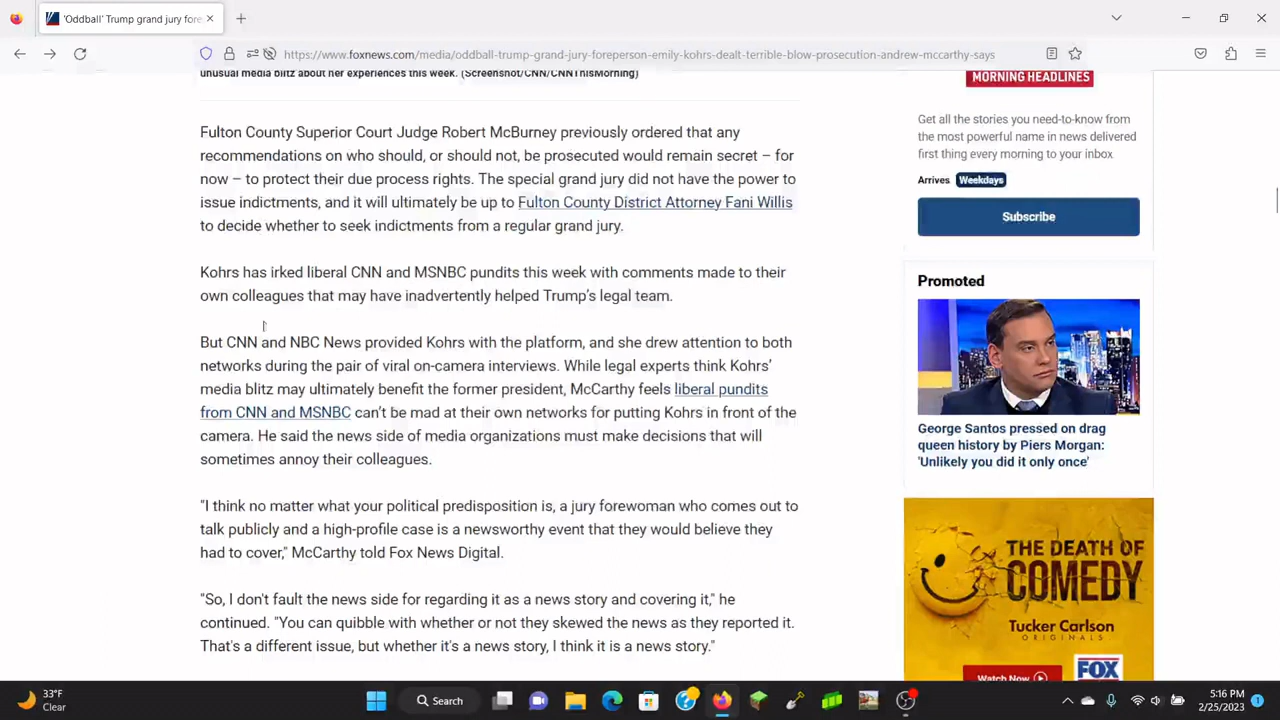 'Oddball' Trump grand jury fore
https://www.foxnews.com/media/oddball-trump-grand-jury-foreperson-emily-kohrs-dealt-terrible-blow-prosecution-andrew-mccarthy-says
unusual media blitz about her experiences this week. (Screenshot/CNN/CNNThisMorning)
Fulton County Superior Court Judge Robert McBurney previously ordered that any
recommendations on who should, or should not, be prosecuted would remain secret – for
now – to protect their due process rights. The special grand jury did not have the power to
issue indictments, and it will ultimately be up to Fulton County District Attorney Fani Willis
to decide whether to seek indictments from a regular grand jury.
Kohrs has irked liberal CNN and MSNBC pundits this week with comments made to their
own colleagues that may have inadvertently helped Trump's legal team.
But CNN and NBC News provided Kohrs with the platform, and she drew attention to both
networks during the pair of viral on-camera interviews. While legal experts think Kohrs'
media blitz may ultimately benefit the former president, McCarthy feels liberal pundits
from CNN and MSNBC can't be mad at their own networks for putting Kohrs in front of the
camera. He said the news side of media organizations must make decisions that will
sometimes annoy their colleagues.
"I think no matter what your political predisposition is, a jury forewoman who comes out to
talk publicly and a high-profile case is a newsworthy event that they would believe they
had to cover," McCarthy told Fox News Digital.
"So, I don't fault the news side for regarding it as a news story and covering it," he
continued. "You can quibble with whether or not they skewed the news as they reported it.
That's a different issue, but whether it's a news story, I think it is a news story."
MORNING HEADLINES
Get all the stories you need-to-know from
the most powerful name in news delivered
first thing every morning to your inbox
Arrives Weekdays
Subscribe
Promoted
George Santos pressed on drag
queen history by Piers Morgan:
'Unlikely you did it only once'
THE DEATH OF
COMEDY
Tucker Carlson
ORIGINALS
Watch Now
FOX
33°F
Clear
Search
5:16 PM
2/25/2023